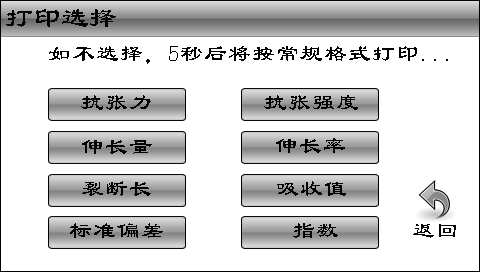 打印选择
如不选择，5秒后将按常规格式打印...
抗张力 抗张强度
伸长量 伸长率
裂断长 吸收值
标准偏差 指数
返回